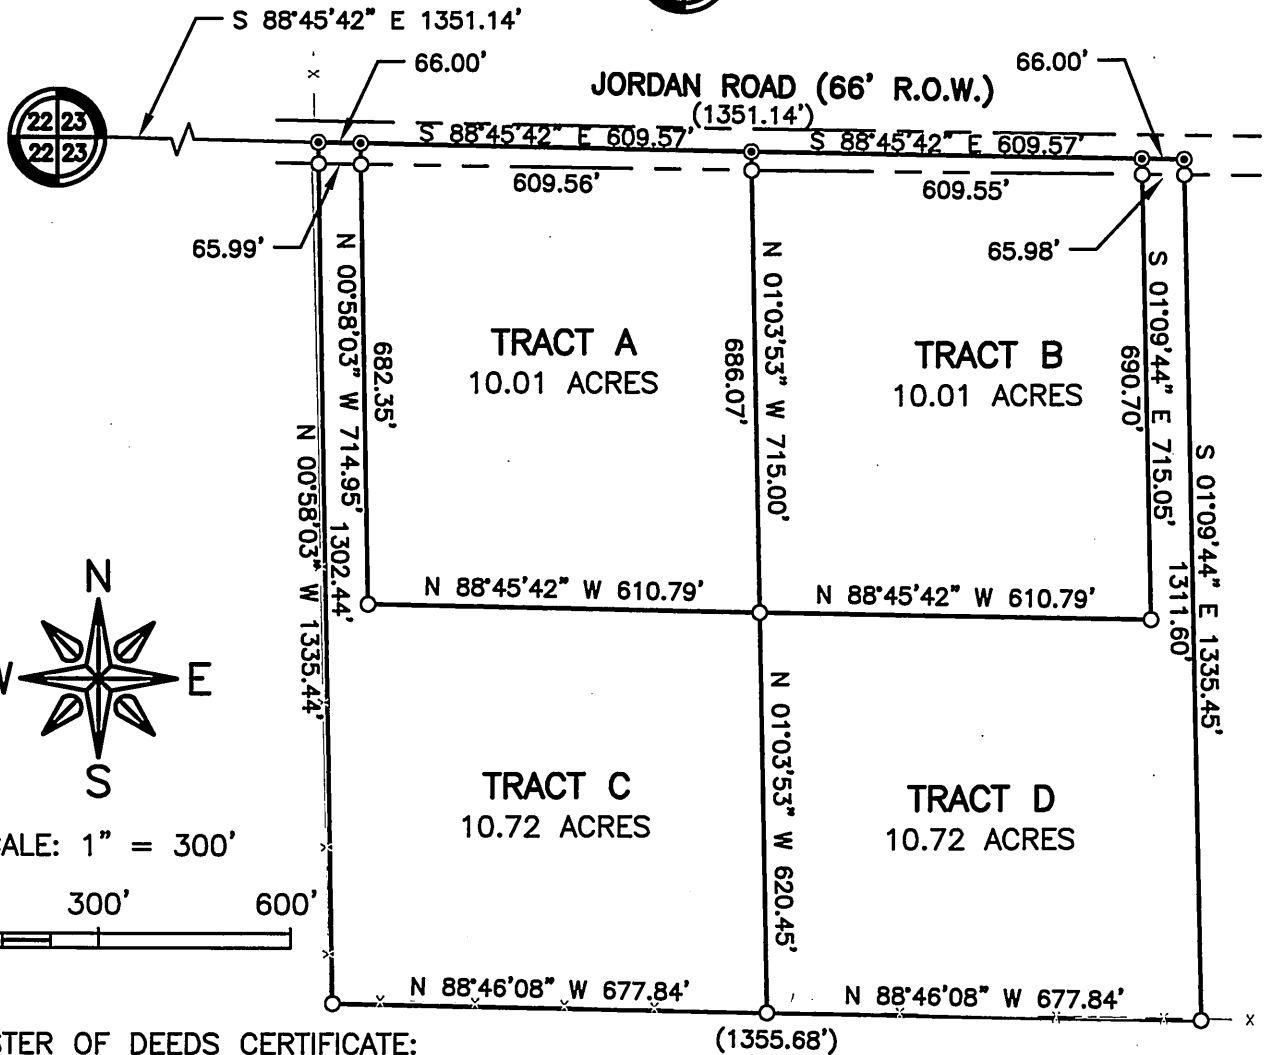 S 88°45'42" E 1351.14'
66.00'
JORDAN ROAD (66' R.O.W.)
66.00'
(1351.14')
22 23
22 23
S 88°45'42" E 609.57'
S 88°45'42" E 609.57'
609.56'
609.55'
65.99'
65.98'
N 00°58'03" W 714.95'
682.35'
N 01°03'53" W 715.00'
686.07'
S 01°09'44" E 715.05'
690.70'
TRACT A
10.01 ACRES
TRACT B
10.01 ACRES
N 00°58'03" W 1335.44'
1302.44'
S 01°09'44" E 1335.45'
1311.60'
N 88°45'42" W 610.79'
N 88°45'42" W 610.79'
N
W
E
S
N 01°03'53" W 620.45'
TRACT C
10.72 ACRES
TRACT D
10.72 ACRES
CALE: 1" = 300'
300' 600'
N 88°46'08" W 677.84'
N 88°46'08" W 677.84'
(1355.68')
STER OF DEEDS CERTIFICATE: